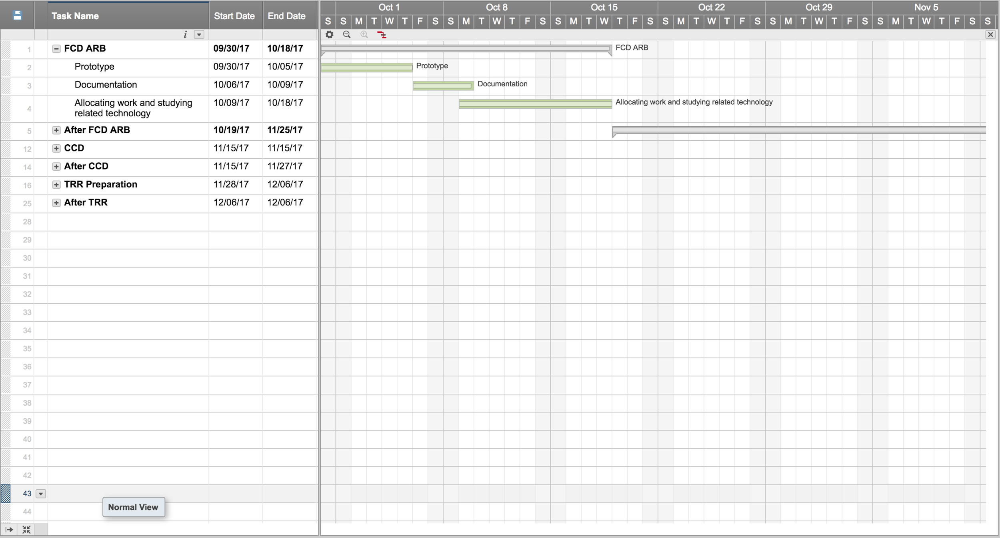 Task Name Start Date End Date Oct 1 Oct 8 Oct 15 Oct 22 Oct 29 Nov 5
S S M T W T F S S M T W T F S S M T W T F S S M T W T F S S M T W T F S S M T W T F S S
i
1 FCD ARB 09/30/17 10/18/17 FCD ARB
2 Prototype 09/30/17 10/05/17 Prototype
3 Documentation 10/06/17 10/09/17 Documentation
4 Allocating work and studying 10/09/17 10/18/17 Allocating work and studying related technology
related technology
5 After FCD ARB 10/19/17 11/25/17
12 CCD 11/15/17 11/15/17
14 After CCD 11/15/17 11/27/17
16 TRR Preparation 11/28/17 12/06/17
25 After TRR 12/06/17 12/06/17
28
29
30
31
32
33
34
35
36
37
38
39
40
41
42
43
Normal View
44